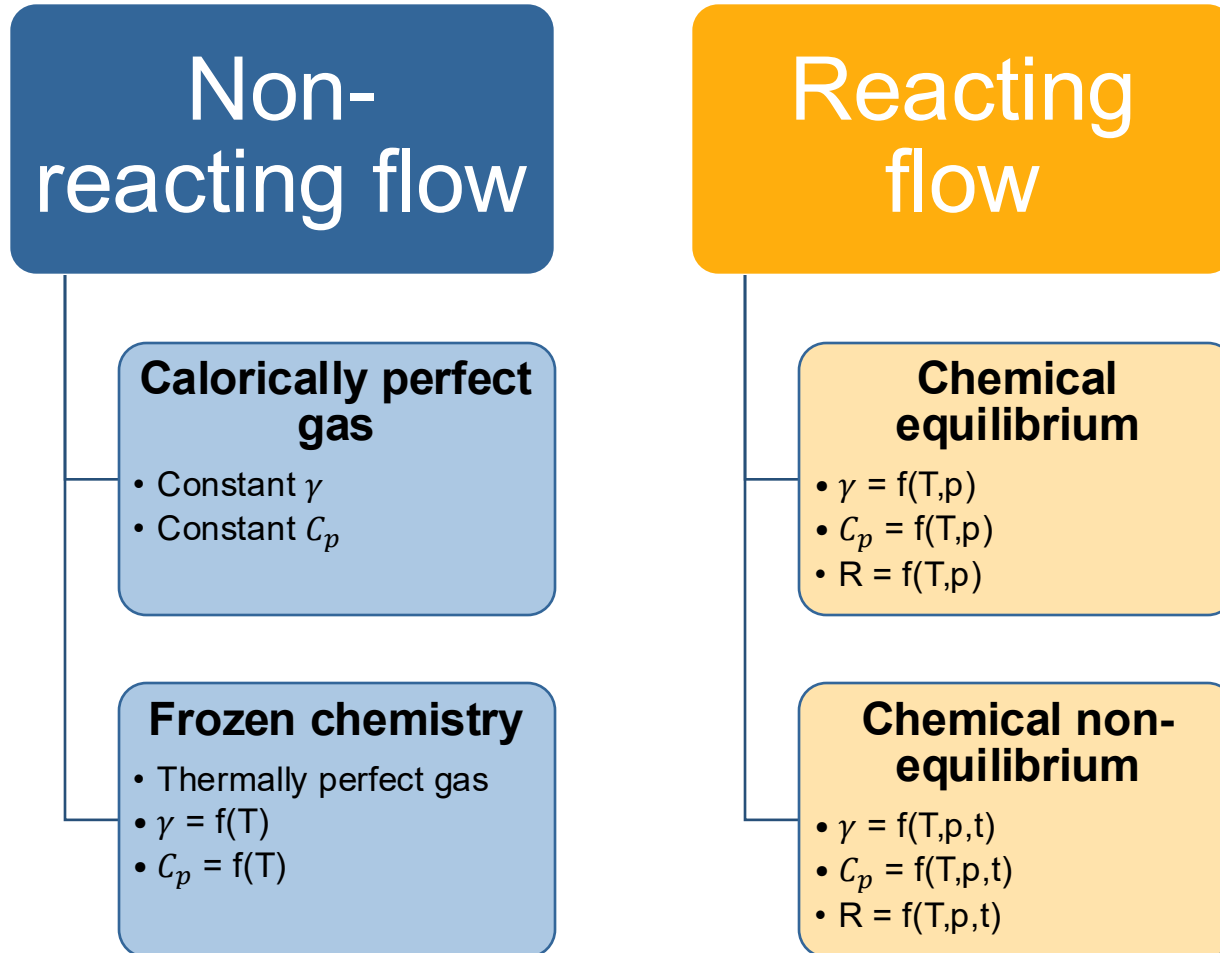 Non-
reacting flow
Calorically perfect
gas
• Constant γ
• Constant Cₚ
Frozen chemistry
• Thermally perfect gas
• γ = f(T)
• Cₚ = f(T)
Reacting
flow
Chemical
equilibrium
• γ = f(T,p)
• Cₚ = f(T,p)
• R = f(T,p)
Chemical non-
equilibrium
• γ = f(T,p,t)
• Cₚ = f(T,p,t)
• R = f(T,p,t)